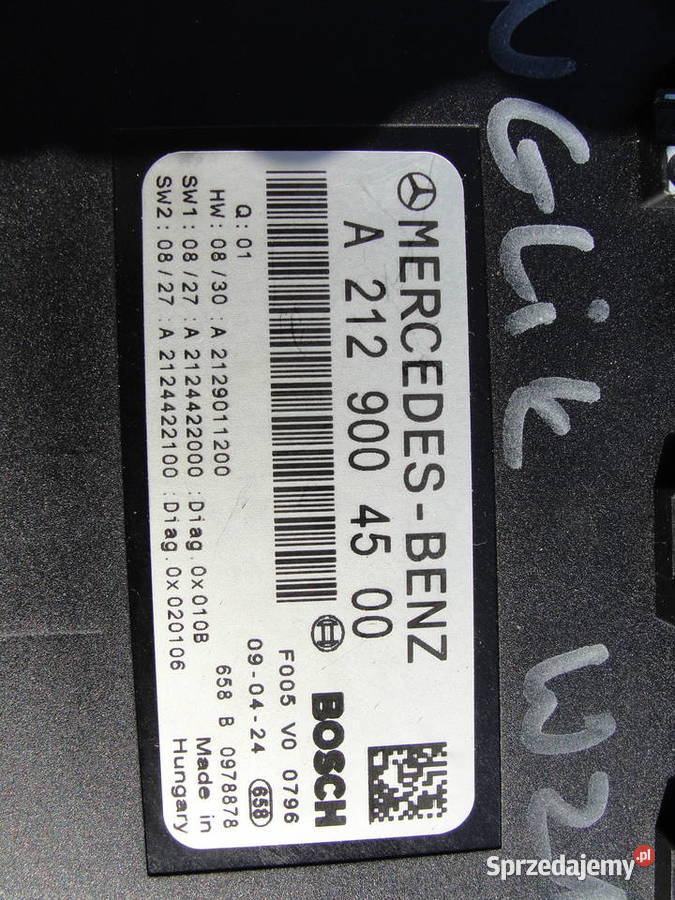 MERCEDES-BENZ
A 212 900 45 00
BOSCH
F005 V0 0796
09-04-24 658
Q: 01
658 B 0978878
HW: 08/30: A 2129011200
SW1: 08/27: A 2124422000 :Diag.0x010B
SW2: 08/27: A 2124422100 :Diag.0x020106
Made in
Hungary
GLik
Sprzedajemy.pl